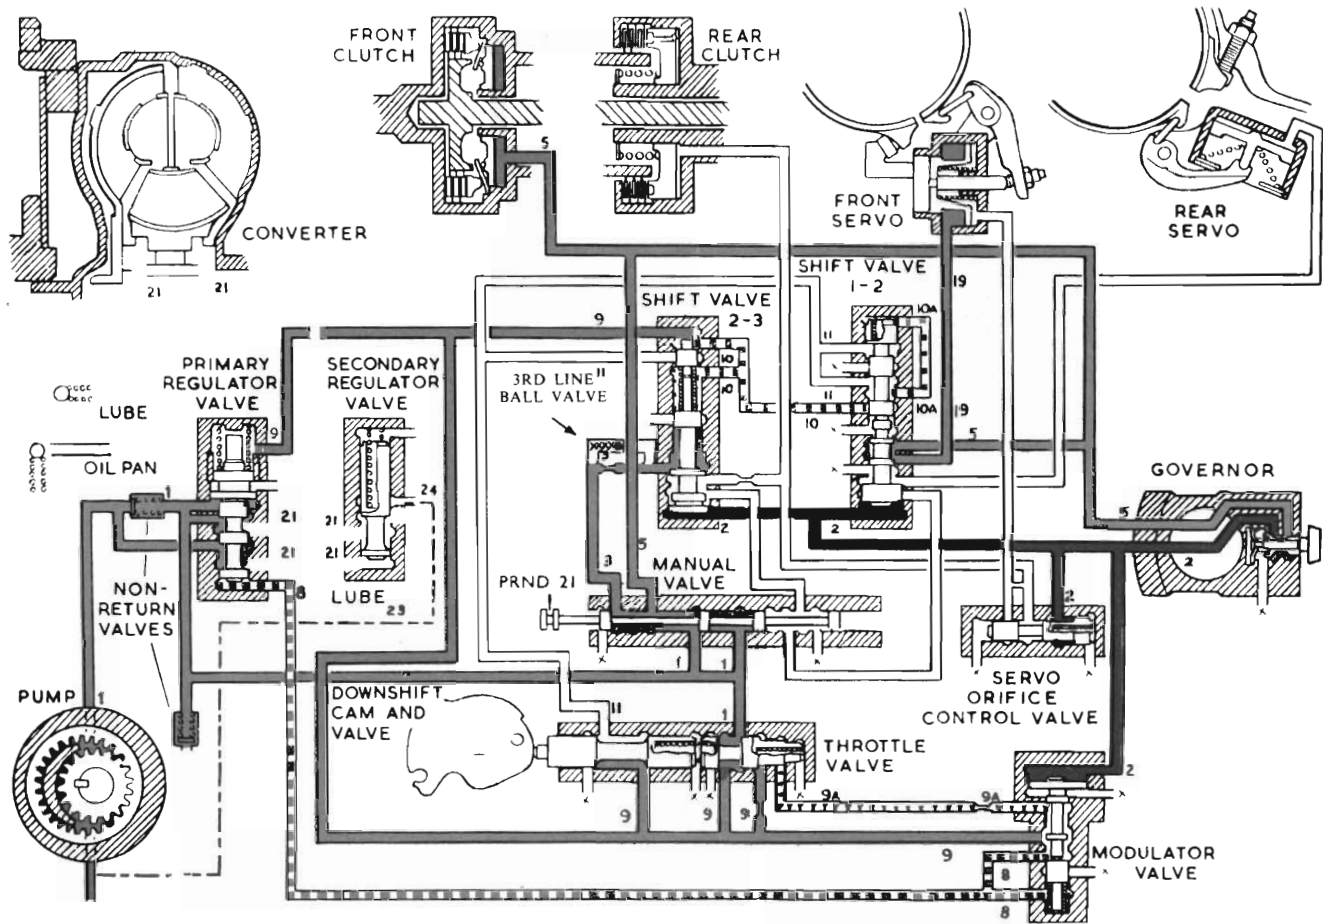 FRONT
CLUTCH
REAR
CLUTCH
5
FRONT
SERVO
REAR
SERVO
CONVERTER
21
21
SHIFT VALVE
1-2
SHIFT VALVE
2-3
19
10A
9
11
PRIMARY
REGULATOR
VALVE
SECONDARY
REGULATOR
VALVE
3RD LINE
BALL VALVE
11
10
10
11
10
10A
19
5
LUBE
9
OIL PAN
1
24
21
21
21
21
GOVERNOR
5
2
2
2
3
5
MANUAL
VALVE
PRND 21
NON-
RETURN
VALVES
8
LUBE
23
2
1
1
SERVO
ORIFICE
CONTROL VALVE
PUMP
1
DOWNSHIFT
CAM AND
VALVE
11
1
THROTTLE
VALVE
2
9A
9A
9
9
9
9
MODULATOR
VALVE
8
8